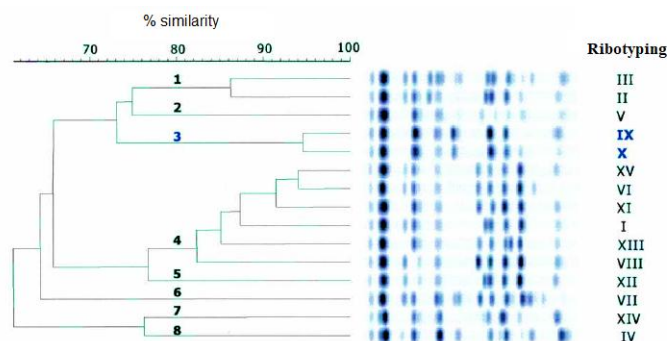 % similarity
70 80 90 100
Ribotyping
1 III
II
2 V
3 IX
X
XV
VI
XI
I
4 XIII
VIII
5 XII
6 VII
7 XIV
8 IV